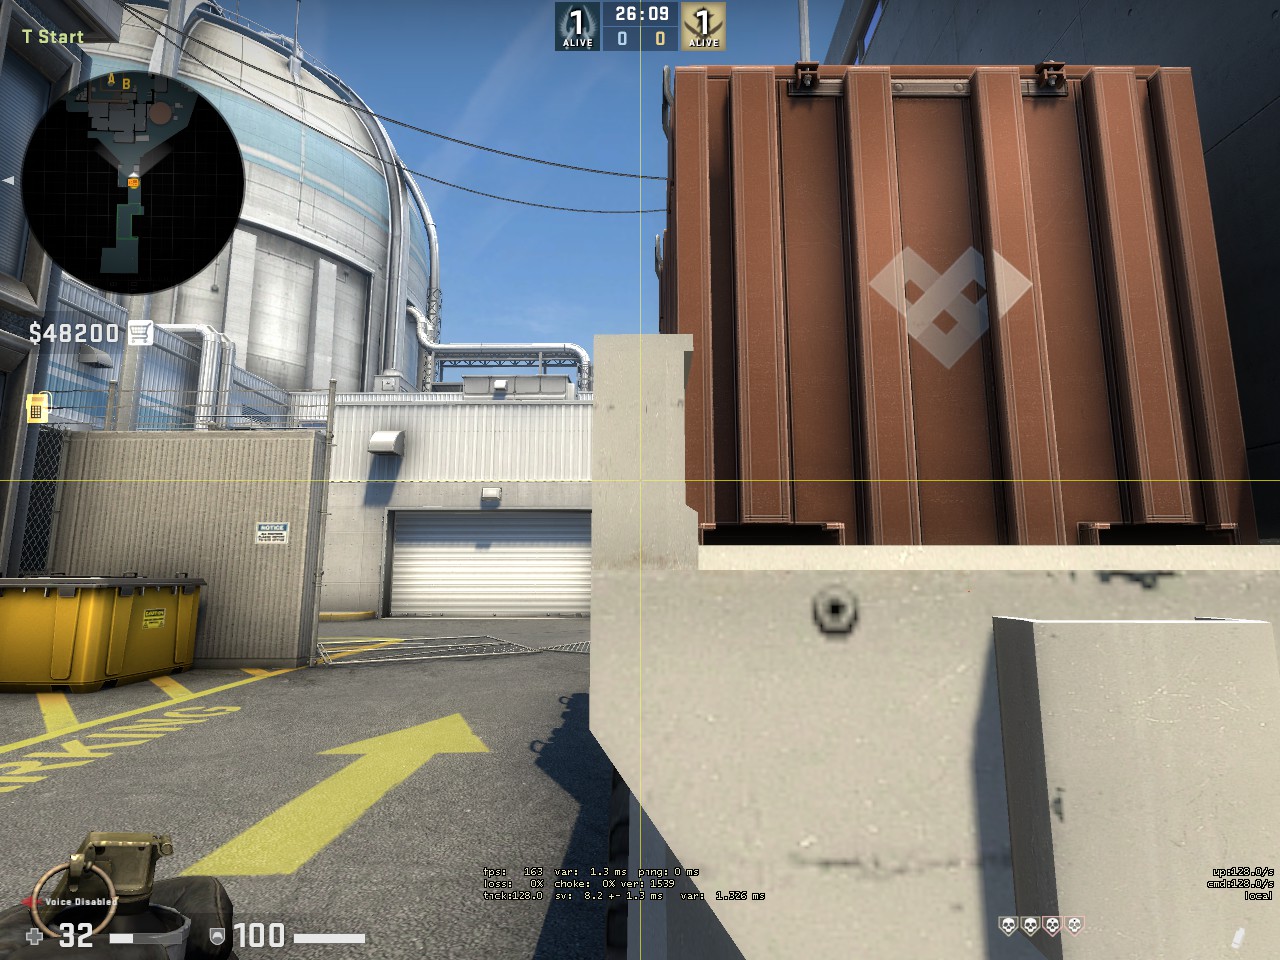 1 ALIVE
26:09
0 0
1 ALIVE
T Start
A
B
$48200
NOTICE
RKING
fps: 163 var: 1.3 ms ping: 0 ms
loss: 0% choke: 0% ver: 1539
tick:128.0 sv: 8.2 +- 1.3 ms var: 1.326 ms
up:128.0/s
cmd:128.0/s
local
Voice Disabled
32
100